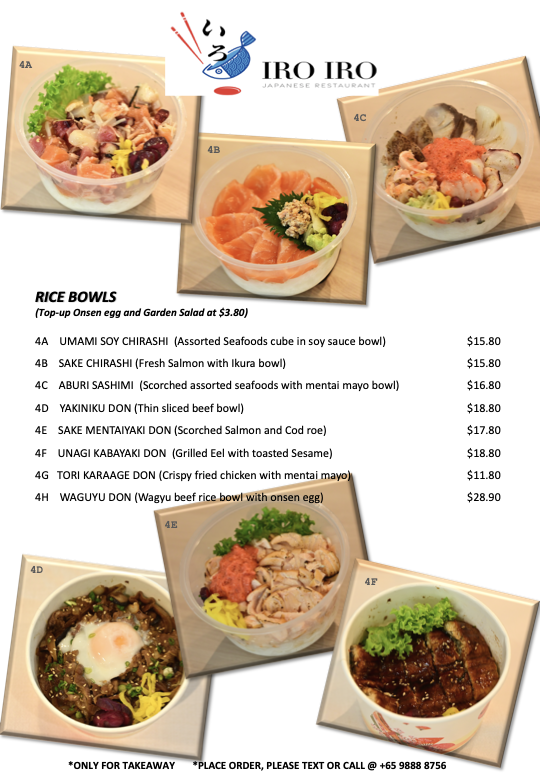 いろ
IRO IRO
JAPANESE RESTAURANT
4A
4B
4C
RICE BOWLS
(Top-up Onsen egg and Garden Salad at $3.80)
4A UMAMI SOY CHIRASHI (Assorted Seafoods cube in soy sauce bowl) $15.80
4B SAKE CHIRASHI (Fresh Salmon with Ikura bowl) $15.80
4C ABURI SASHIMI (Scorched assorted seafoods with mentai mayo bowl) $16.80
4D YAKINIKU DON (Thin sliced beef bowl) $18.80
4E SAKE MENTAIYAKI DON (Scorched Salmon and Cod roe) $17.80
4F UNAGI KABAYAKI DON (Grilled Eel with toasted Sesame) $18.80
4G TORI KARAAGE DON (Crispy fried chicken with mentai mayo) $11.80
4H WAGUYU DON (Wagyu beef rice bowl with onsen egg) $28.90
4E
4D
4F
*ONLY FOR TAKEAWAY *PLACE ORDER, PLEASE TEXT OR CALL @ +65 9888 8756